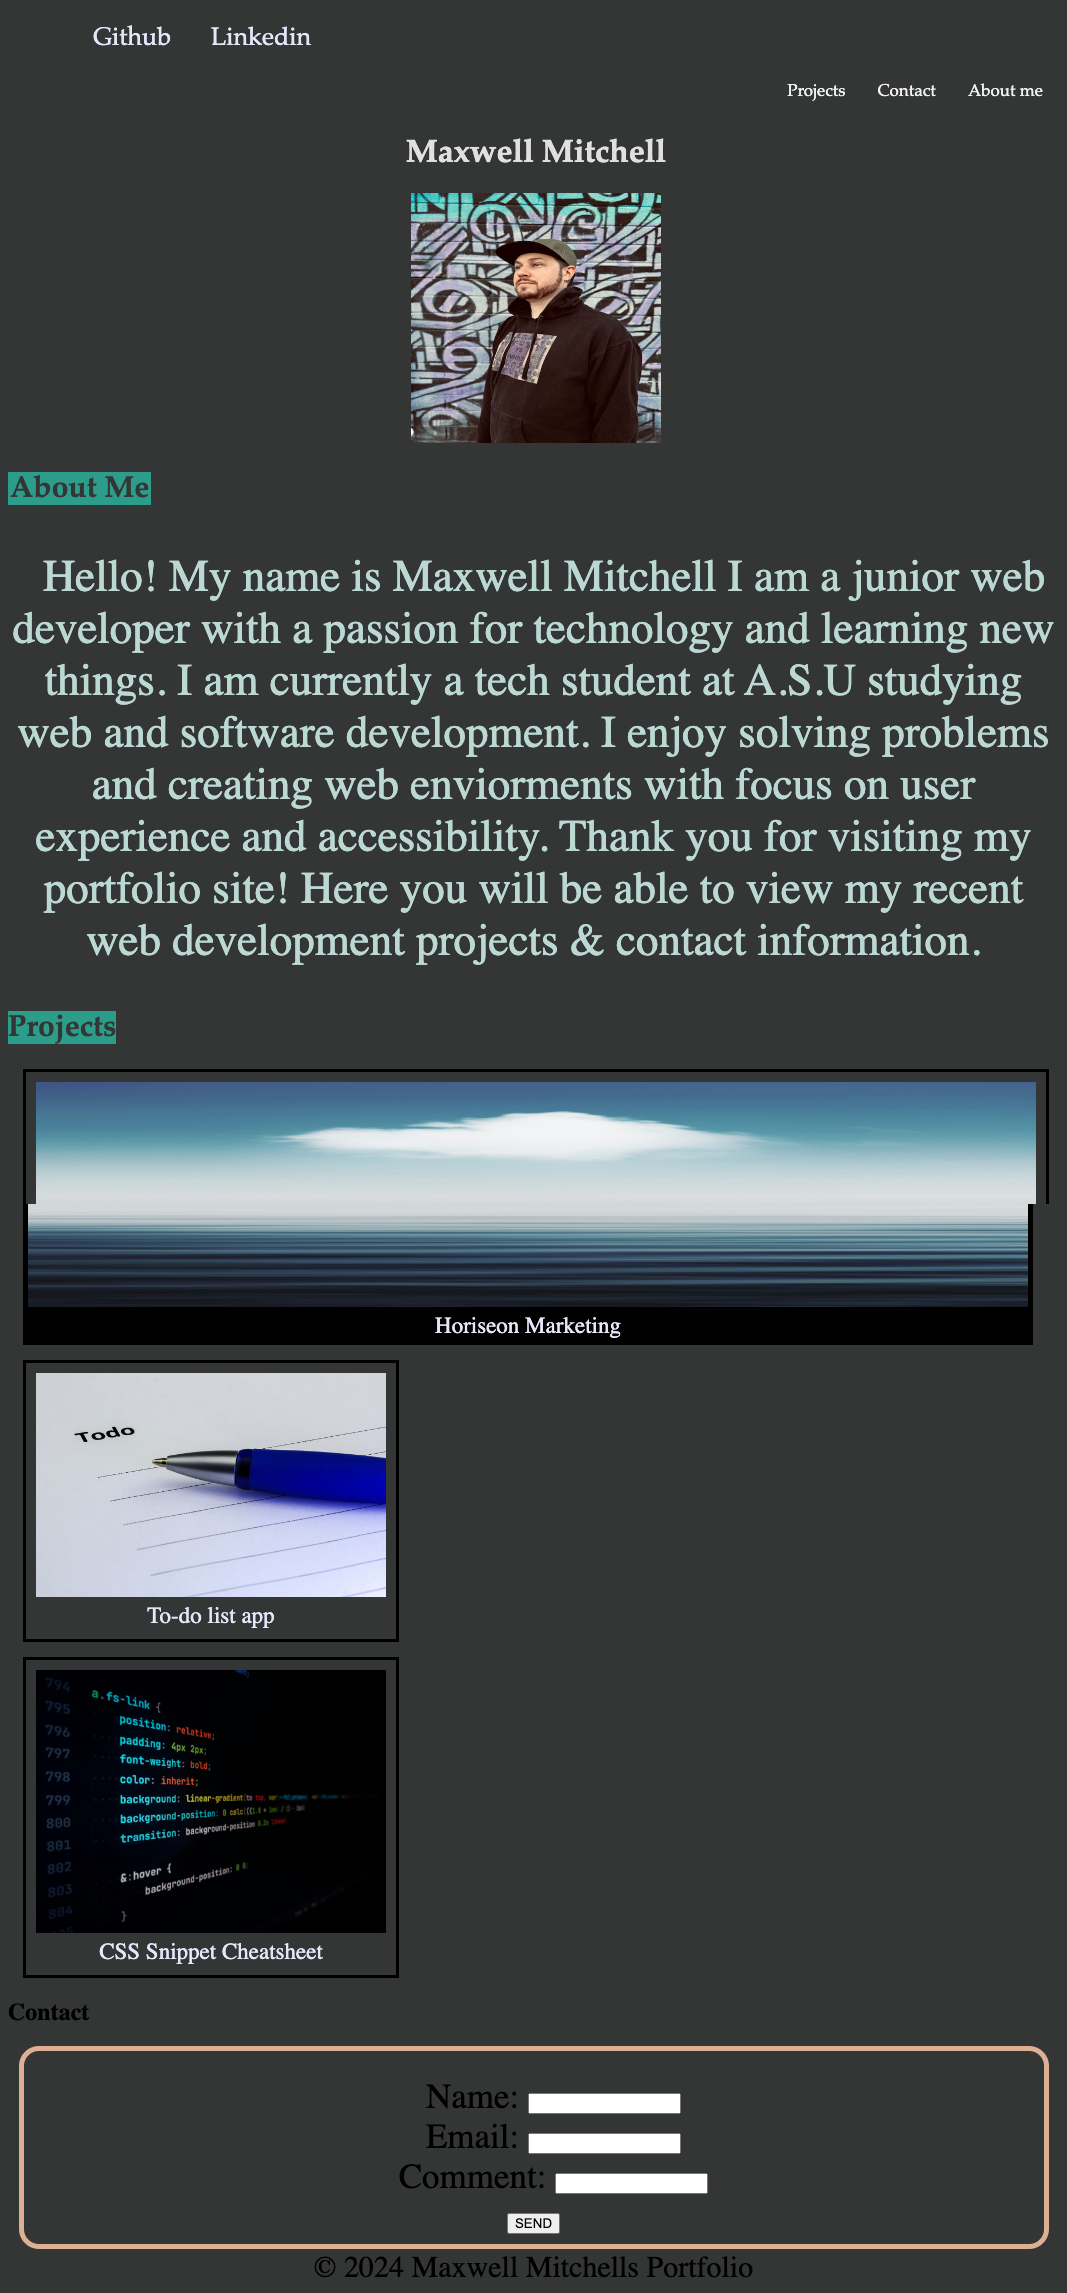 Github Linkedin
Projects Contact About me
Maxwell Mitchell
About Me
Hello! My name is Maxwell Mitchell I am a junior web
developer with a passion for technology and learning new
things. I am currently a tech student at A.S.U studying
web and software development. I enjoy solving problems
and creating web enviorments with focus on user
experience and accessibility. Thank you for visiting my
portfolio site! Here you will be able to view my recent
web development projects & contact information.
Projects
Horiseon Marketing
Todo
To-do list app
794
795 a.fs-link {
796 position: relative;
797 padding: 4px 2px;
798 font-weight: bold;
799 color: inherit;
800 background: linear-gradient(to
801 background-position: 0 calc(
802 transition: background-position 0.2s linear
803 &:hover {
804 background-position: 0 0;
}
CSS Snippet Cheatsheet
Contact
Name:
Email:
Comment:
SEND
© 2024 Maxwell Mitchells Portfolio